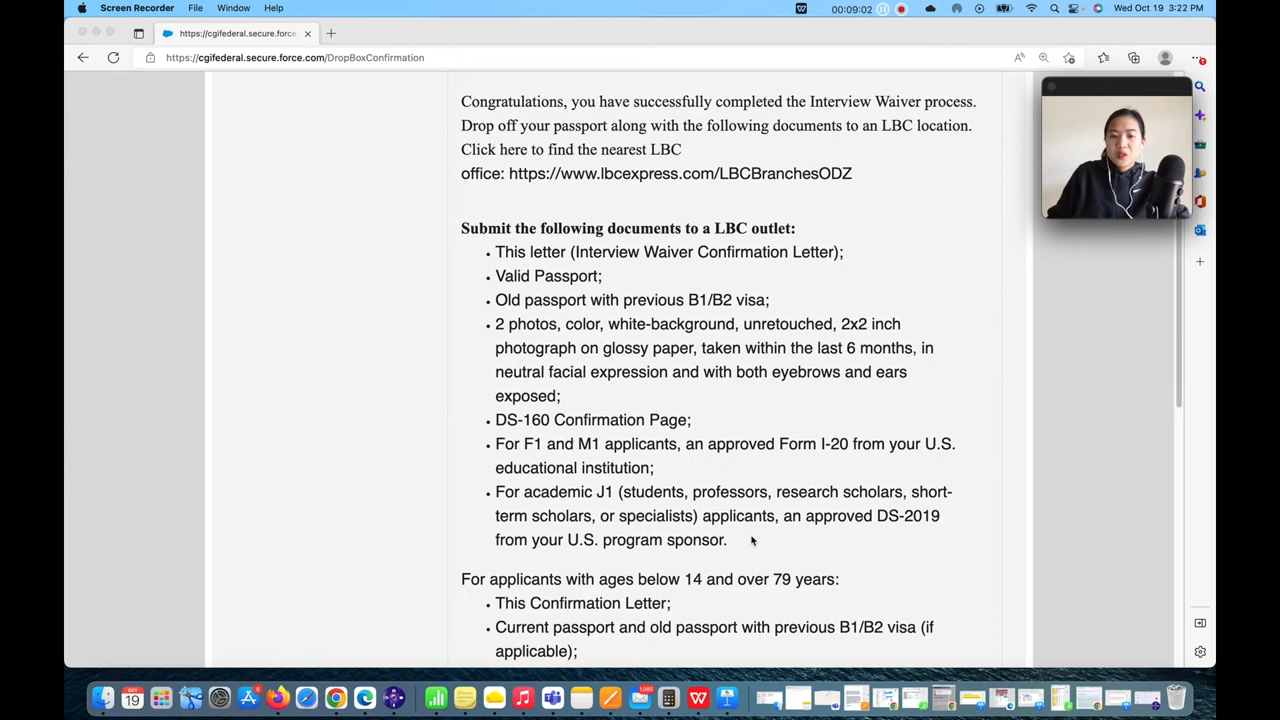 Screen Recorder File Window Help
00:09:02
Wed Oct 19 3:22 PM
https://cgifederal.secure.force.c
https://cgifederal.secure.force.com/DropBoxConfirmation
Congratulations, you have successfully completed the Interview Waiver process.
Drop off your passport along with the following documents to an LBC location.
Click here to find the nearest LBC
office: https://www.lbcexpress.com/LBCBranchesODZ
Submit the following documents to a LBC outlet:
• This letter (Interview Waiver Confirmation Letter);
• Valid Passport;
• Old passport with previous B1/B2 visa;
• 2 photos, color, white-background, unretouched, 2x2 inch
photograph on glossy paper, taken within the last 6 months, in
neutral facial expression and with both eyebrows and ears
exposed;
• DS-160 Confirmation Page;
• For F1 and M1 applicants, an approved Form I-20 from your U.S.
educational institution;
• For academic J1 (students, professors, research scholars, short-
term scholars, or specialists) applicants, an approved DS-2019
from your U.S. program sponsor.
For applicants with ages below 14 and over 79 years:
• This Confirmation Letter;
• Current passport and old passport with previous B1/B2 visa (if
applicable);
OCT
19
1,080